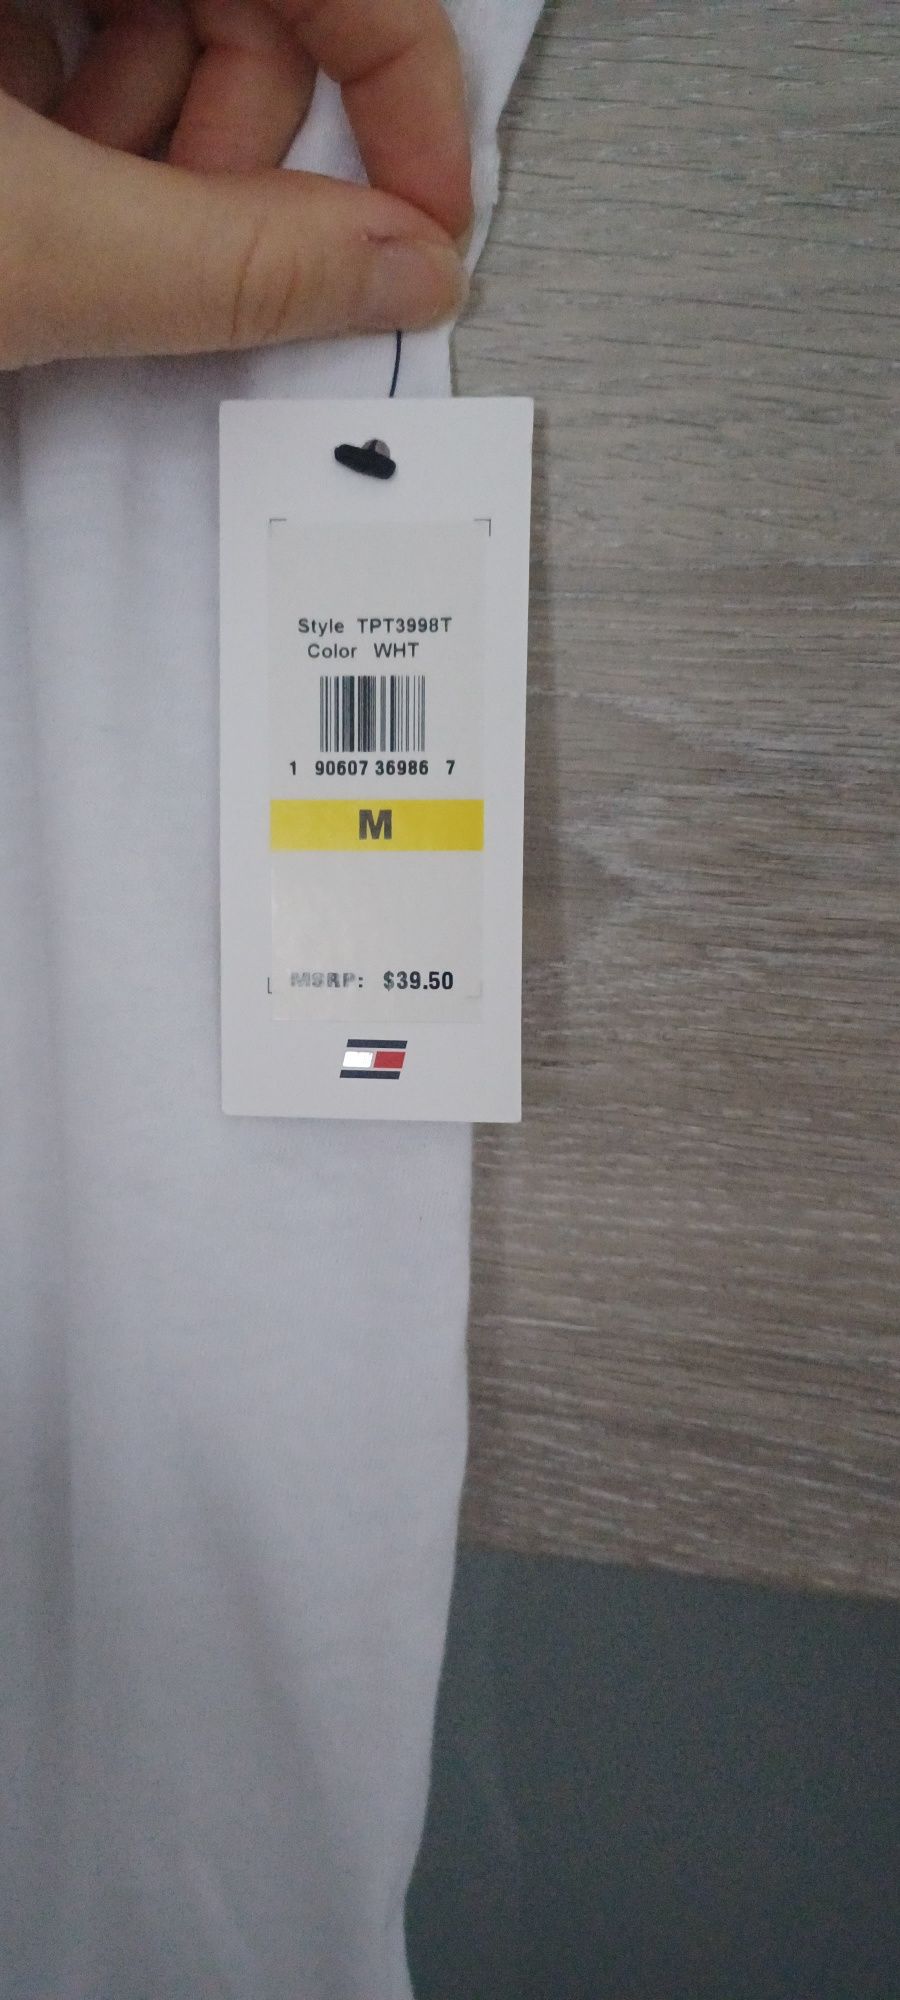 Style TPT3998T
Color WHT
1 90607 36986 7
M
MSRP: $39.50